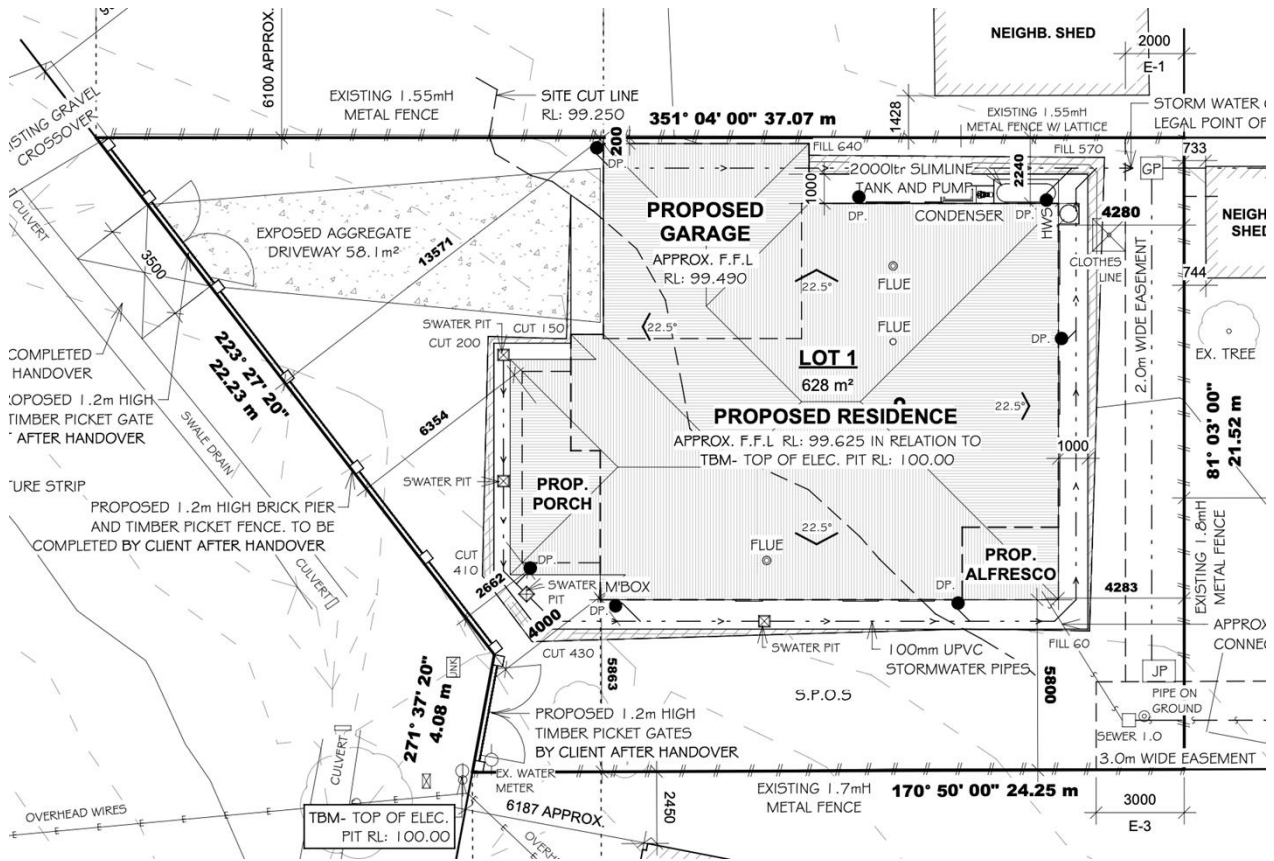 NEIGHB. SHED
2000
E-1
6100 APPROX.
EXISTING 1.55mH
METAL FENCE
SITE CUT LINE
RL: 99.250
351° 04' 00" 37.07 m
1428
EXISTING 1.55mH
METAL FENCE W/ LATTICE
STORM WATER
LEGAL POINT OF
CROSSOVER
GRAVEL
200
DP.
FILL 640
FILL 570
733
2000ltr SLIMLINE
TANK AND PUMP
2240
GP
1000
CONDENSER
DP.
DP.
HWS
4280
NEIGH
SHED
CULVERT
PROPOSED
GARAGE
APPROX. F.F.L
RL: 99.490
EXPOSED AGGREGATE
DRIVEWAY 58.1m²
13571
3500
CLOTHES
LINE
744
22.5°
FLUE
FLUE
2.0m WIDE EASEMENT
SWATER PIT
CUT 150
CUT 200
22.5°
DP.
EX. TREE
COMPLETED
HANDOVER
223° 27' 20"
22.23 m
LOT 1
628 m²
TIMBER PICKET GATE
AFTER HANDOVER
SWALE DRAIN
6354
PROPOSED RESIDENCE
22.5°
APPROX. F.F.L RL: 99.625 IN RELATION TO
TBM- TOP OF ELEC. PIT RL: 100.00
1000
81° 03' 00"
21.52 m
TURE STRIP
SWATER PIT
PROP.
PORCH
PROPOSED 1.2m HIGH BRICK PIER
AND TIMBER PICKET FENCE. TO BE
COMPLETED BY CLIENT AFTER HANDOVER
22.5°
EXISTING 1.8mH
METAL FENCE
CULVERT
CUT
410
DP.
FLUE
PROP.
ALFRESCO
2662
SWATER
PIT
M'BOX
DP.
DP.
4283
4000
CUT 430
SWATER PIT
100mm UPVC
STORMWATER PIPES
FILL 60
APPROX
CONNE
JNK
5863
S.P.O.S
5800
JP
PIPE ON
GROUND
271° 37' 20"
4.08 m
PROPOSED 1.2m HIGH
TIMBER PICKET GATES
BY CLIENT AFTER HANDOVER
SEWER 1.0
CULVERT
3.0m WIDE EASEMENT
EX. WATER
METER
EXISTING 1.7mH
METAL FENCE
170° 50' 00" 24.25 m
OVERHEAD WIRES
E
E
TBM- TOP OF ELEC.
PIT RL: 100.00
6187 APPROX.
2450
3000
E-3